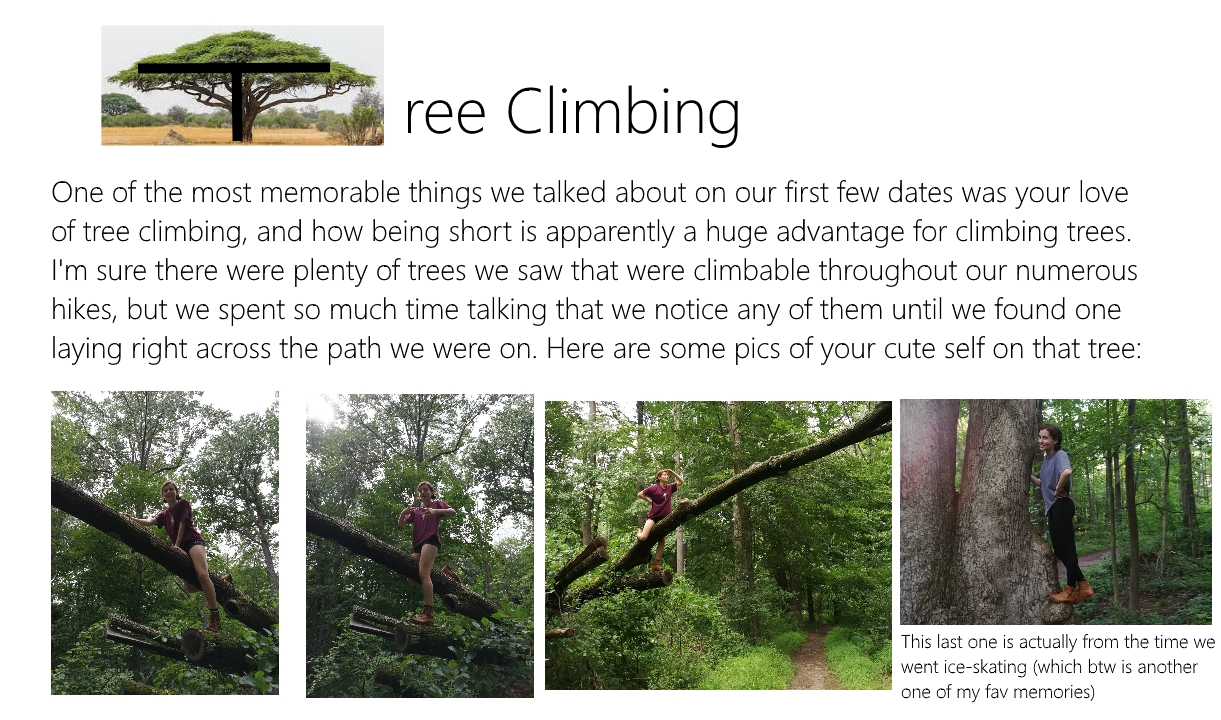 Tree Climbing
One of the most memorable things we talked about on our first few dates was your love
of tree climbing, and how being short is apparently a huge advantage for climbing trees.
I'm sure there were plenty of trees we saw that were climbable throughout our numerous
hikes, but we spent so much time talking that we notice any of them until we found one
laying right across the path we were on. Here are some pics of your cute self on that tree:
This last one is actually from the time we
went ice-skating (which btw is another
one of my fav memories)